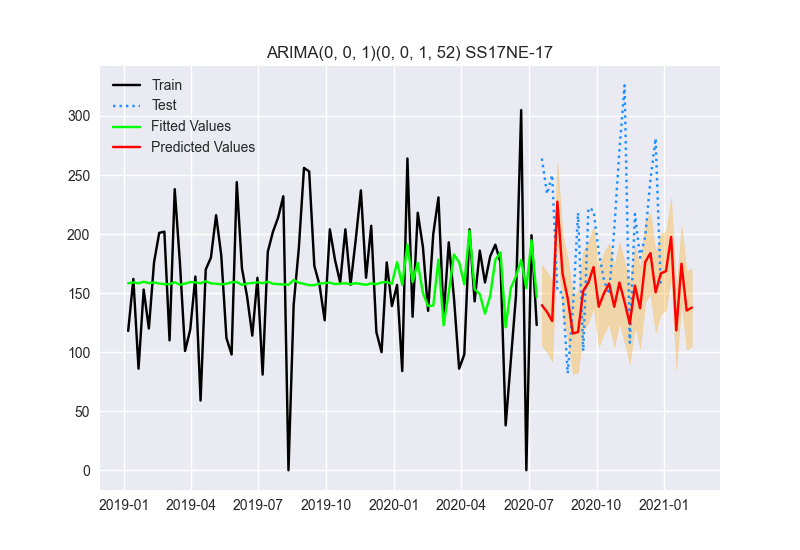 ARIMA(0, 0, 1)(0, 0, 1, 52) SS17NE-17
Train
Test
Fitted Values
Predicted Values
300
250
200
150
100
50
0
2019-01 2019-04 2019-07 2019-10 2020-01 2020-04 2020-07 2020-10 2021-01